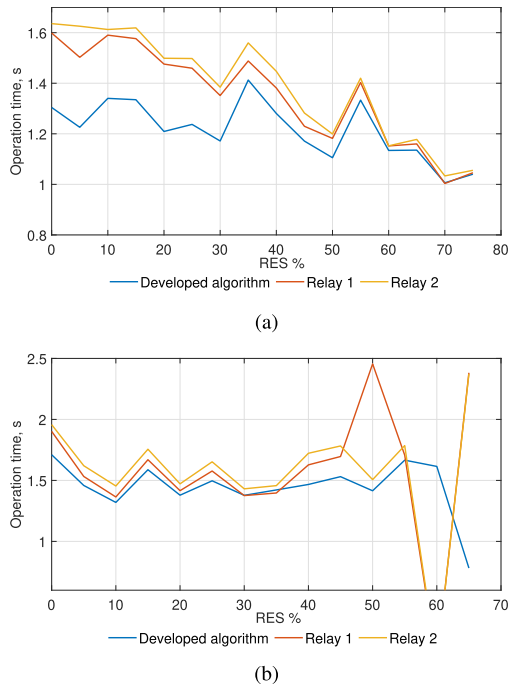 1.6
1.4
1.2
1
0.8
Operation time, s
0 10 20 30 40 50 60 70 80
RES %
Developed algorithm Relay 1 Relay 2
(a)
2.5
2
1.5
1
Operation time, s
0 10 20 30 40 50 60 70
RES %
Developed algorithm Relay 1 Relay 2
(b)